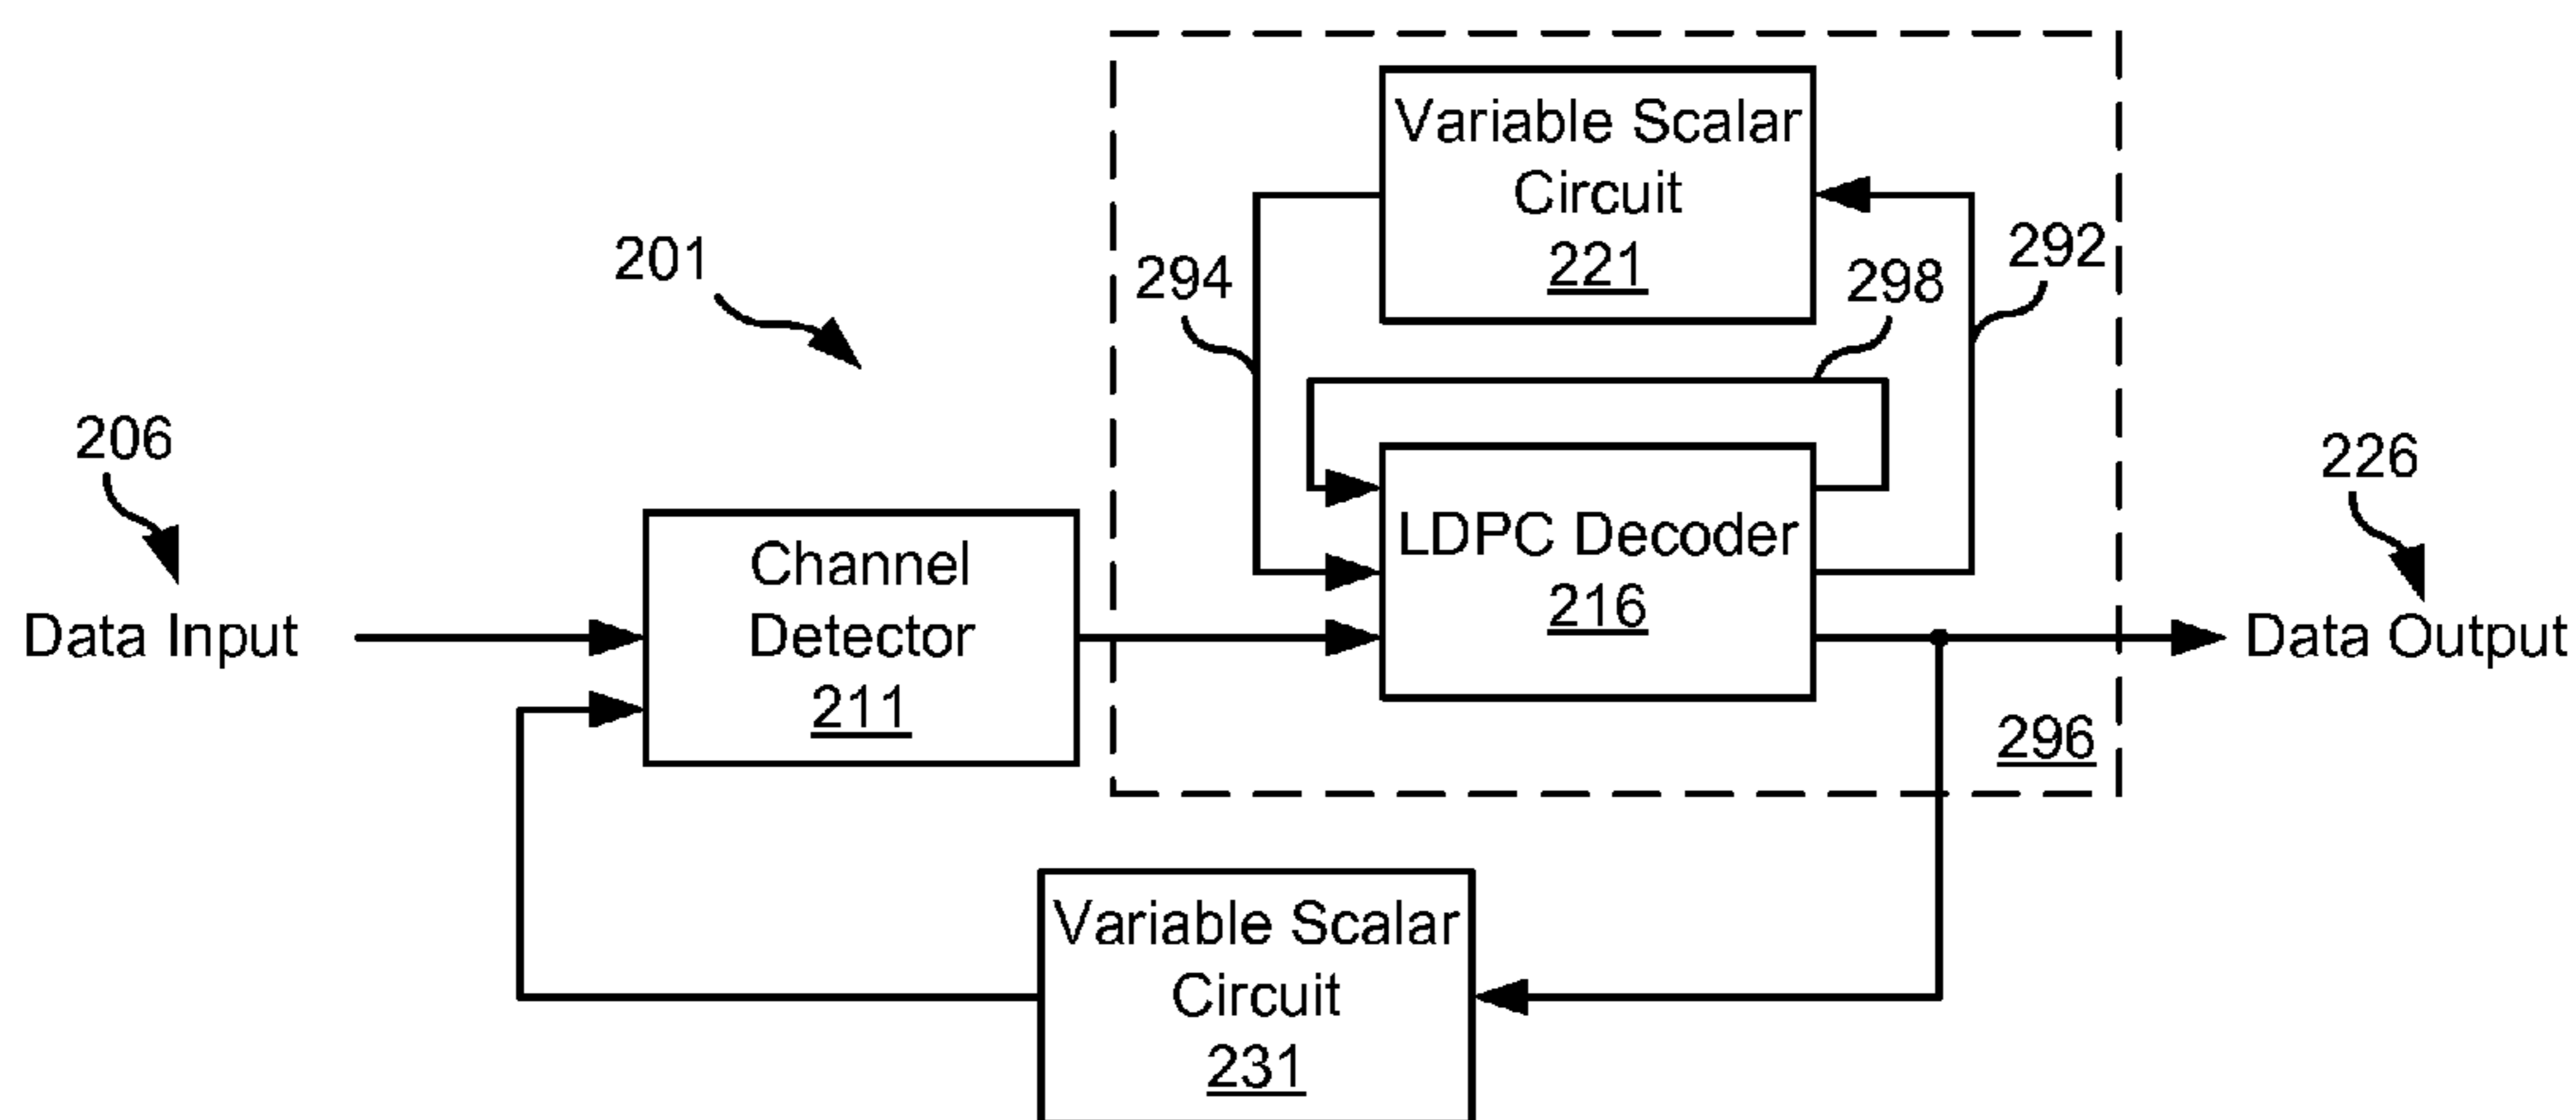 Variable Scalar
Circuit
221
201
294
298
292
206
226
LDPC Decoder
216
Channel
Detector
211
Data Input
Data Output
296
Variable Scalar
Circuit
231